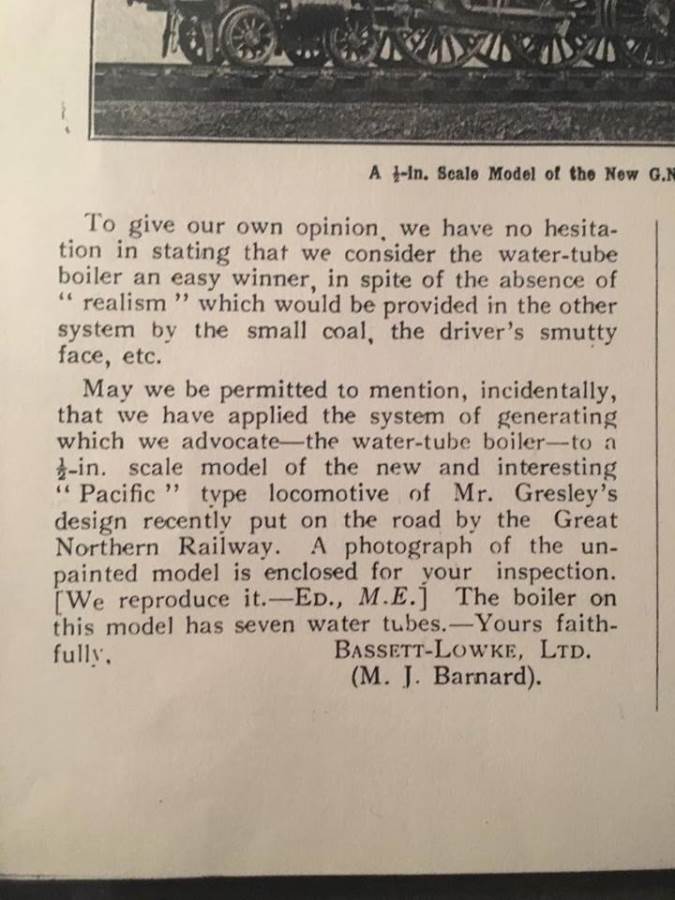 A ½-In. Scale Model of the New G.N
To give our own opinion, we have no hesita-
tion in stating that we consider the water-tube
boiler an easy winner, in spite of the absence of
“ realism ” which would be provided in the other
system by the small coal, the driver's smutty
face, etc.
May we be permitted to mention, incidentally,
that we have applied the system of generating
which we advocate—the water-tube boiler—to a
½-in. scale model of the new and interesting
“ Pacific ” type locomotive of Mr. Gresley's
design recently put on the road by the Great
Northern Railway. A photograph of the un-
painted model is enclosed for your inspection.
[We reproduce it.—ED., M.E.] The boiler on
this model has seven water tubes.—Yours faith-
fully, BASSETT-LOWKE, LTD.
(M. J. Barnard).